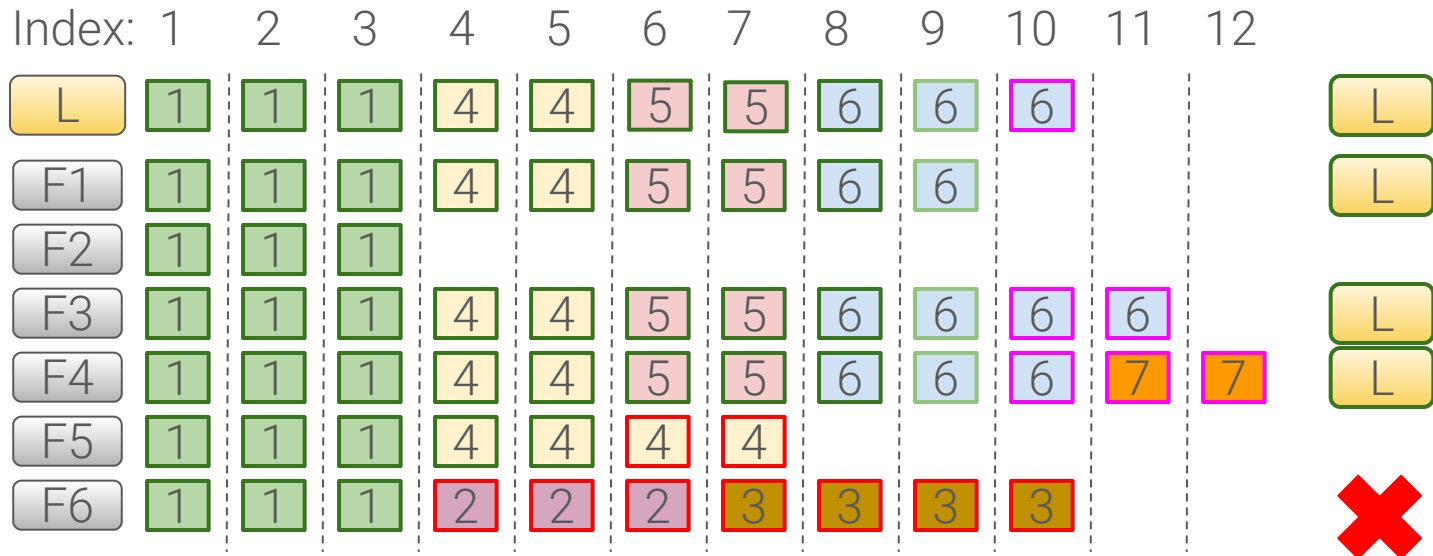 Index: 1 2 3 4 5 6 7 8 9 10 11 12
L 1 1 1 4 4 5 5 6 6 6 L
F1 1 1 1 4 4 5 5 6 6 L
F2 1 1 1
F3 1 1 1 4 4 5 5 6 6 6 6 L
F4 1 1 1 4 4 5 5 6 6 6 7 7 L
F5 1 1 1 4 4 4 4
F6 1 1 1 2 2 2 3 3 3 3